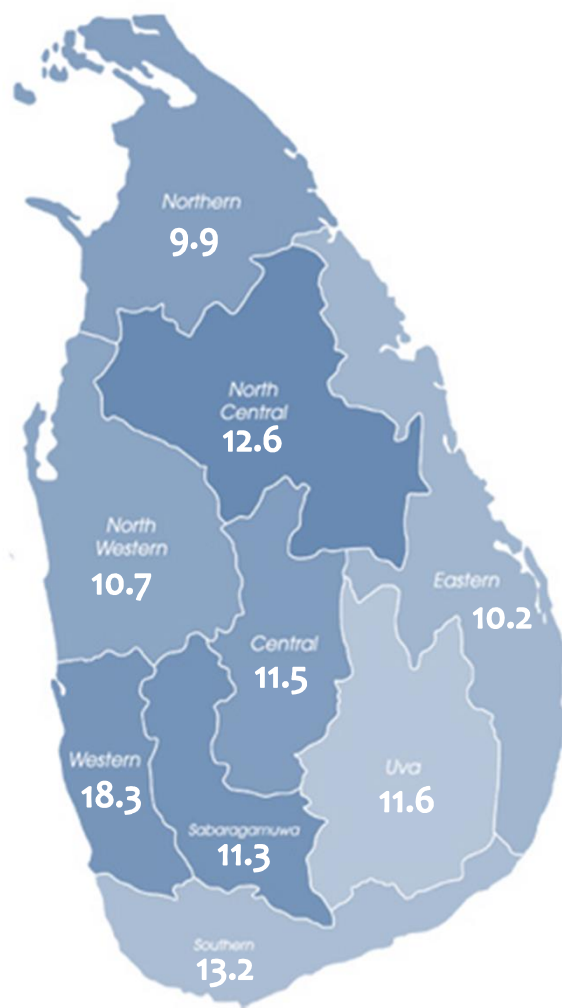 Northern
9.9
North
Central
12.6
North
Western
10.7
Eastern
10.2
Central
11.5
Western
18.3
Uva
11.6
Sabaragamuwa
11.3
Southern
13.2